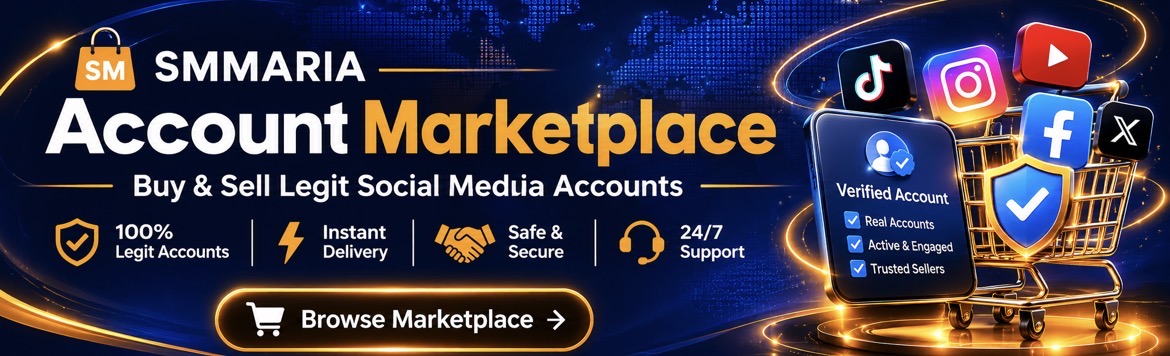 SM
SMMARIA
Account Marketplace
Buy & Sell Legit Social Medıııa Accounts
100%
Legit Accounts
Instant
Delivery
Safe &
Secure
24/7
Support
Browse Marketplace
Verified Account
Real Accounts
Active & Engaged
Trusted Sellers